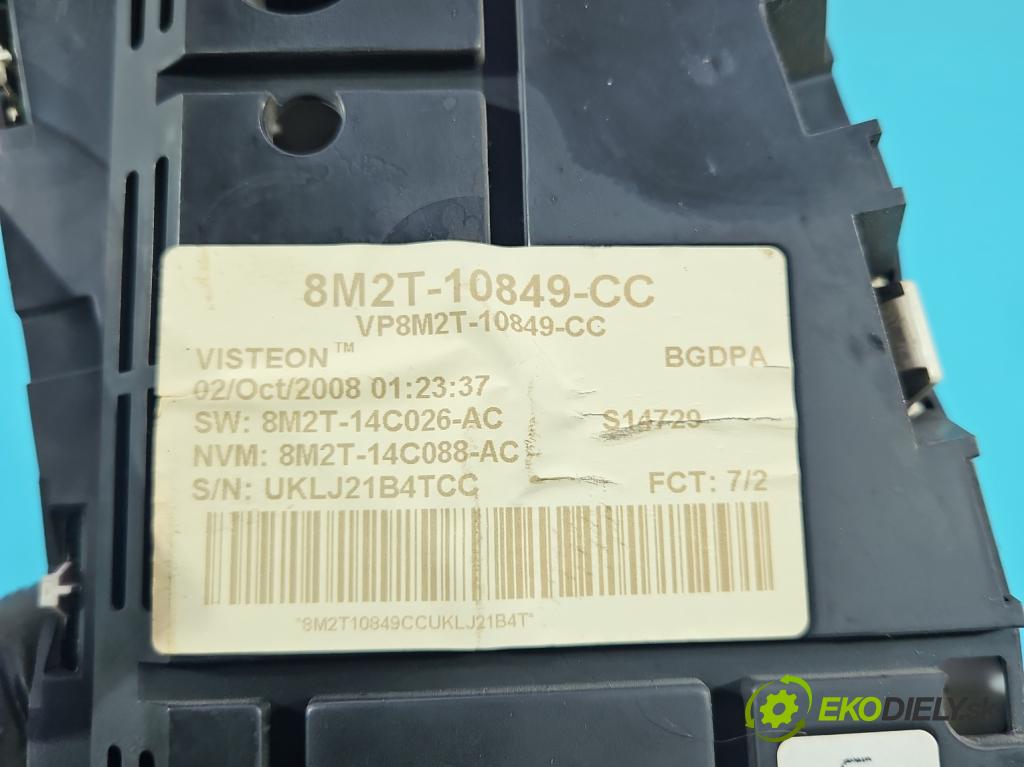 8M2T-10849-CC
VP8M2T-10849-CC
VISTEON™ BGDPA
02/Oct/2008 01:23:37
SW: 8M2T-14C026-AC S14729
NVM: 8M2T-14C088-AC
S/N: UKLJ21B4TCC FCT: 7/2
*8M2T10849CCUKLJ21B4T*
EKODIELY.sk